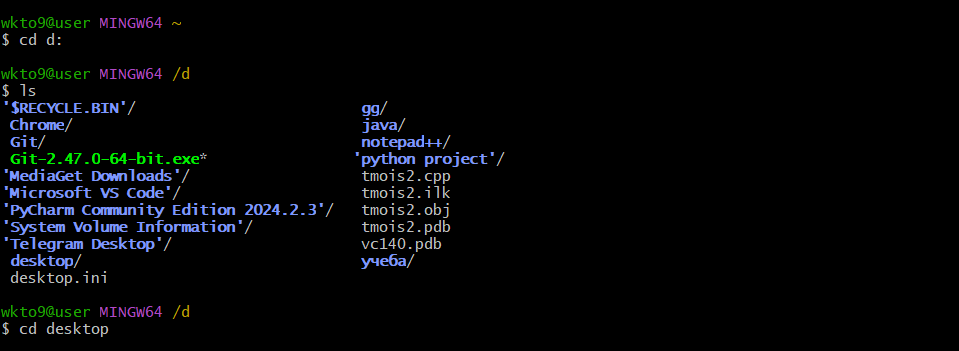 wkto9@user MINGW64 ~
$ cd d:
wkto9@user MINGW64 /d
$ ls
'$RECYCLE.BIN'/ gg/
Chrome/ java/
Git/ notepad++/
Git-2.47.0-64-bit.exe* 'python project'/
'MediaGet Downloads'/ tmois2.cpp
'Microsoft VS Code'/ tmois2.ilk
'PyCharm Community Edition 2024.2.3'/ tmois2.obj
'System Volume Information'/ tmois2.pdb
'Telegram Desktop'/ vc140.pdb
desktop/ учеба/
desktop.ini
wkto9@user MINGW64 /d
$ cd desktop